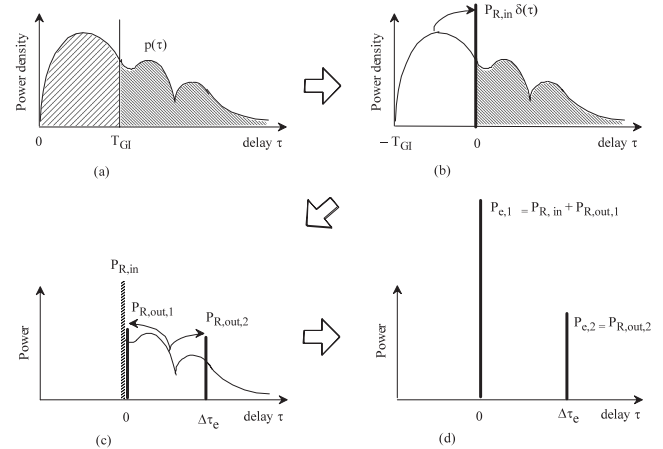 Power density
p(τ)
0
T_GI
delay τ
(a)
Power density
P_R,in δ(τ)
− T_GI
0
delay τ
(b)
Power
P_R,in
P_R,out,1
P_R,out,2
0
Δτ_e
delay τ
(c)
Power
P_e,1 = P_R, in + P_R,out,1
P_e,2 = P_R,out,2
0
Δτ_e
delay τ
(d)